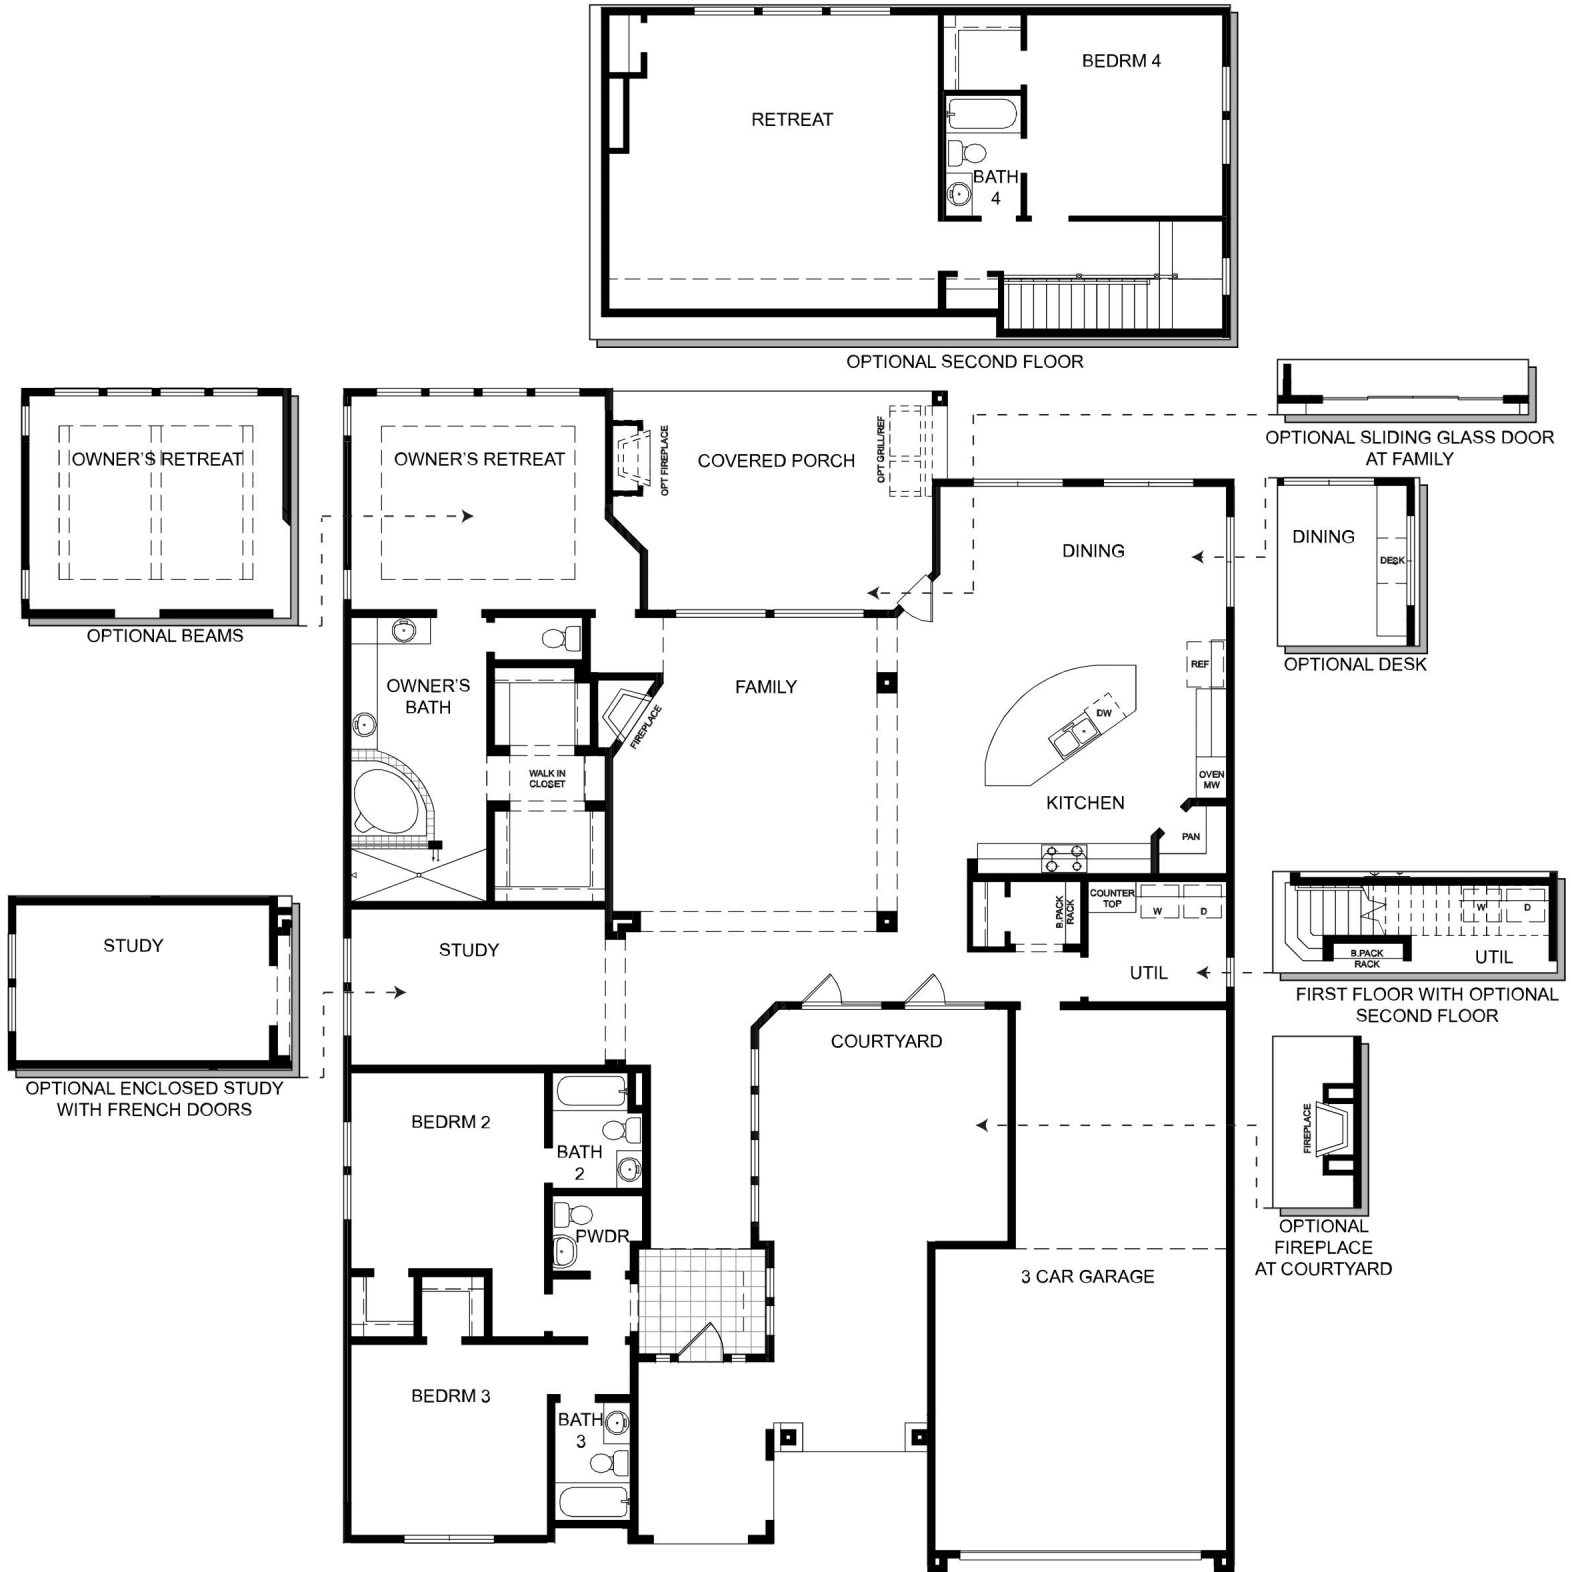 BEDRM 4
RETREAT
BATH
4
OPTIONAL SECOND FLOOR
OPTIONAL SLIDING GLASS DOOR
AT FAMILY
OWNER'S RETREAT
OPTIONAL BEAMS
OWNER'S RETREAT
OPT FIREPLACE
COVERED PORCH
OPT GRILL/REF
DINING
DINING
DESK
OPTIONAL DESK
OWNER'S
BATH
FIREPLACE
FAMILY
REF
DW
WALK IN
CLOSET
OVEN
MW
KITCHEN
PAN
COUNTER
TOP
W
D
B.PACK
RACK
UTIL
W
D
B.PACK
RACK
UTIL
FIRST FLOOR WITH OPTIONAL
SECOND FLOOR
STUDY
OPTIONAL ENCLOSED STUDY
WITH FRENCH DOORS
STUDY
COURTYARD
FIREPLACE
OPTIONAL
FIREPLACE
AT COURTYARD
BEDRM 2
BATH
2
PWDR
3 CAR GARAGE
BEDRM 3
BATH
3